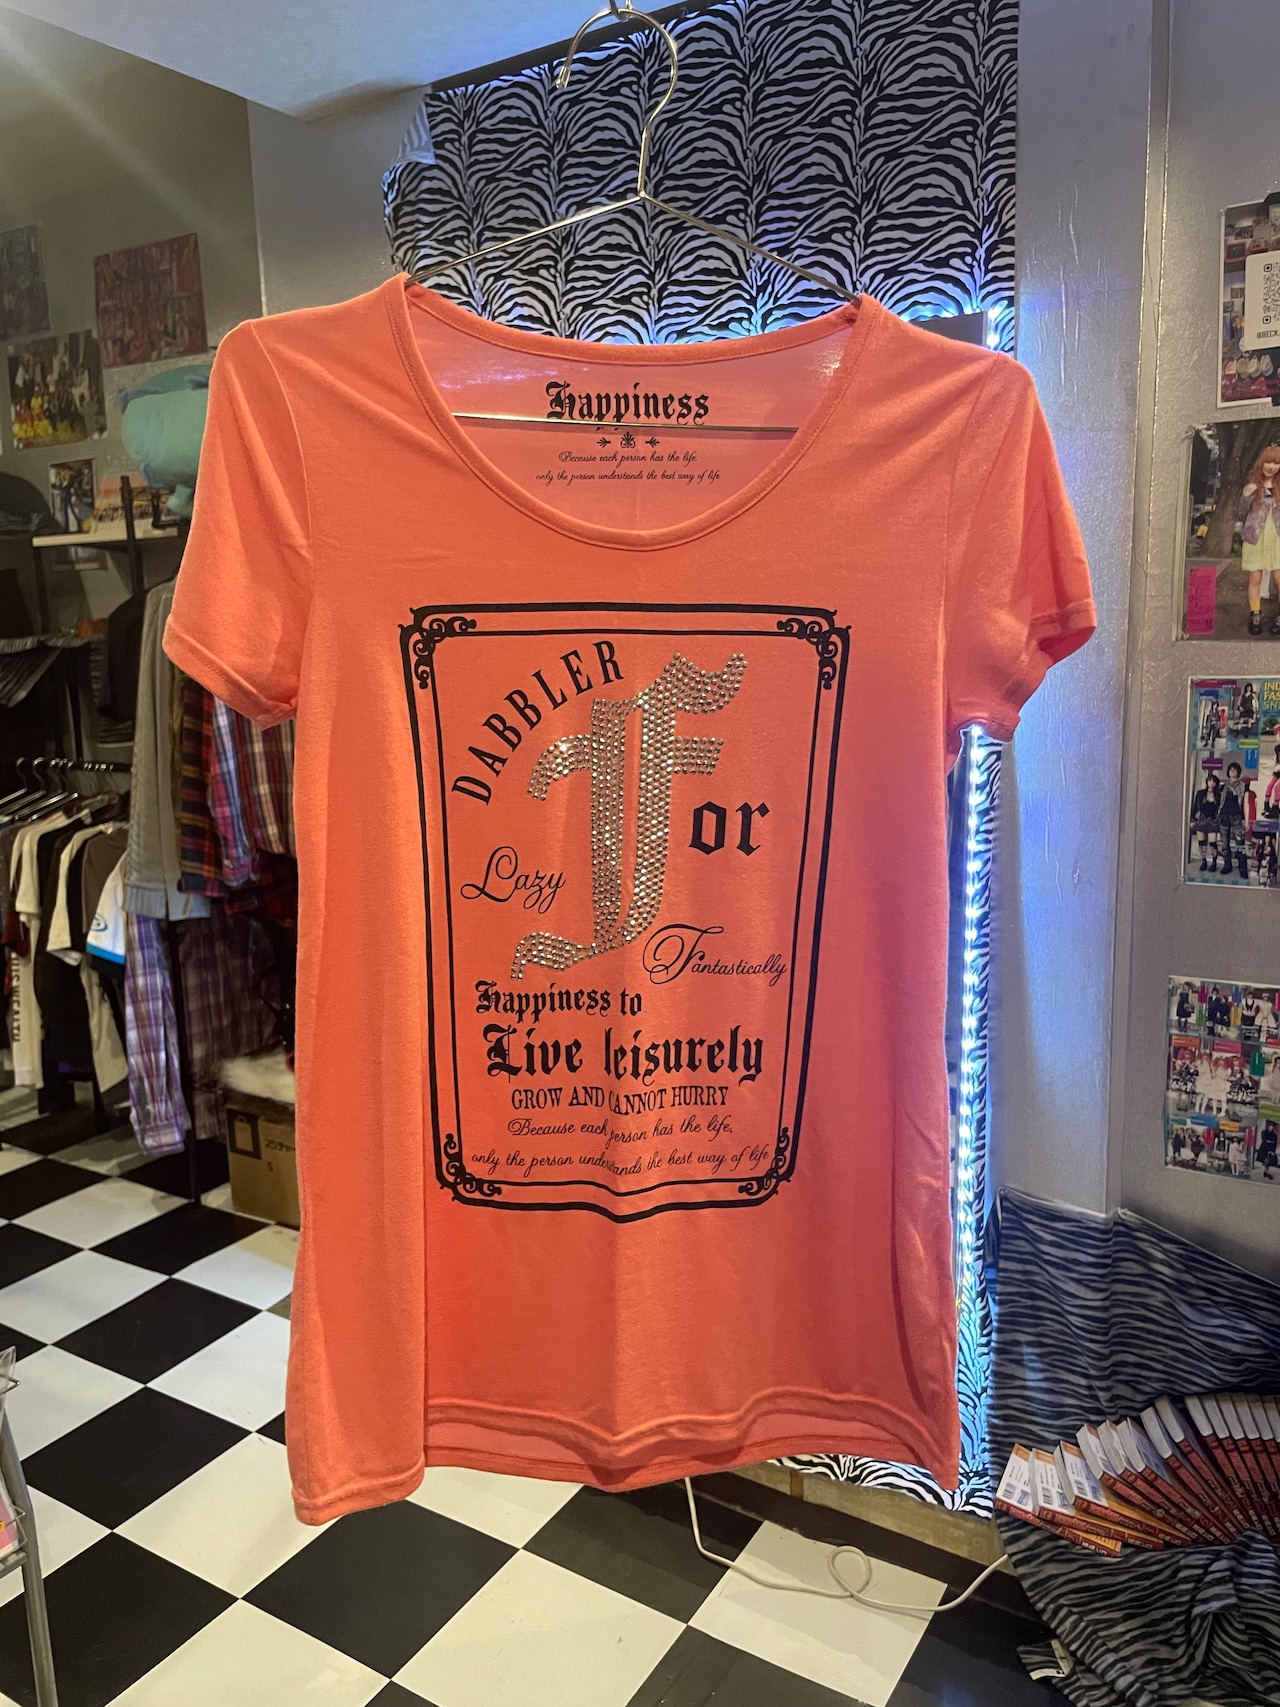 Happiness
Because each person has the life,
only the person understands the best way of life
DABBLER
F
or
Lazy
Fantastically
Happiness to
Live leisurely
GROW AND CANNOT HURRY
Because each person has the life,
only the person understands the best way of life